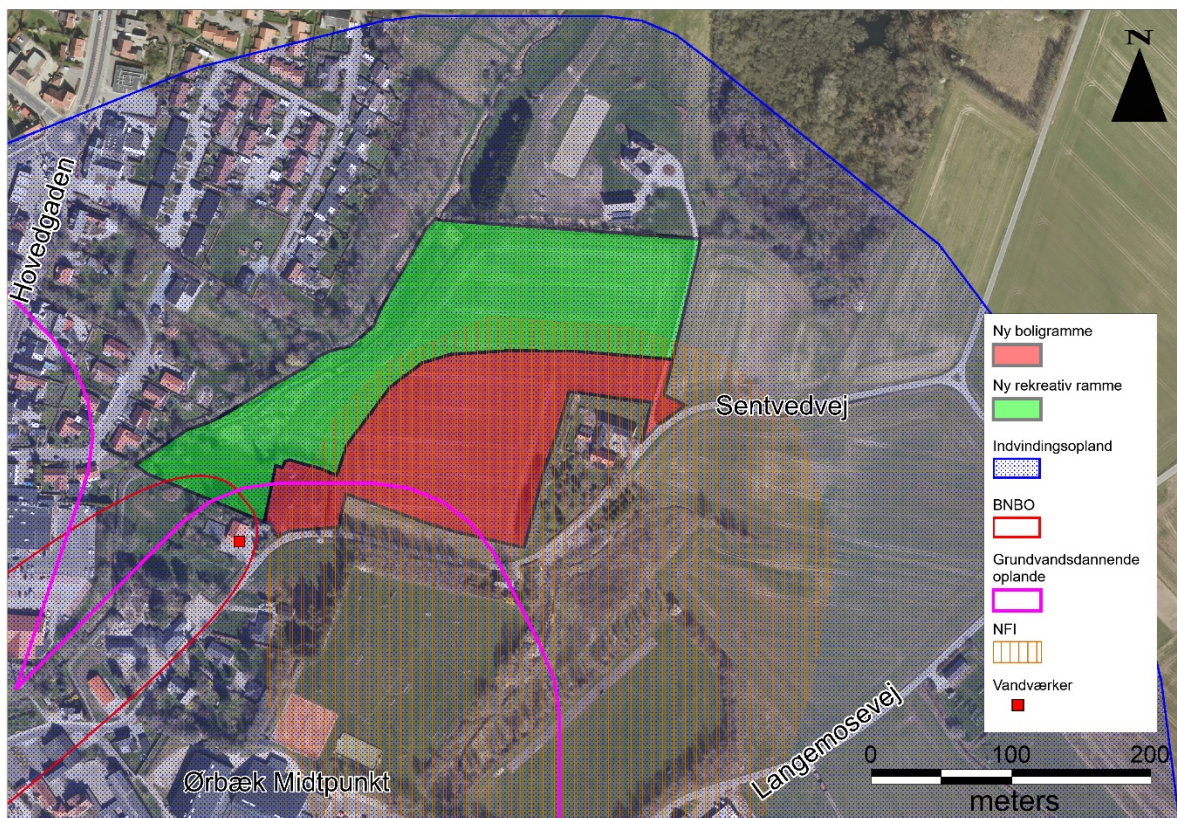 N
Hovedgaden
Sentvedvej
Langemosevej
Ørbæk Midtpunkt
Ny boligramme
Ny rekreativ ramme
Indvindingsopland
BNBO
Grundvandsdannende
oplande
NFI
Vandværker
0 100 200
meters